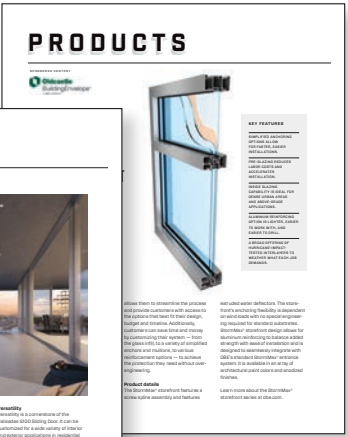 PRODUCTS
SPONSORED CONTENT
Oldcastle
BuildingEnvelope®
KEY FEATURES
SIMPLIFIED ANCHORING
OPTIONS ALLOW
FOR FASTER, EASIER
INSTALLATIONS.
PRE-GLAZING REDUCES
LABOR COSTS AND
ACCELERATES
INSTALLATION.
INSIDE GLAZING
CAPABILITY IS IDEAL FOR
DENSE URBAN AREAS
AND ABOVE-GRADE
APPLICATIONS.
ALUMINUM REINFORCING
OPTION IS LIGHTER, EASIER
TO WORK WITH, AND
EASIER TO DRILL.
A BROAD OFFERING OF
HURRICANE IMPACT-
TESTED INTERLAYERS TO
WEATHER WHAT EACH JOB
DEMANDS.
allows them to streamline the process
and provide customers with access to
the options that best fit their design,
budget and timeline. Additionally,
customers can save time and money
by customizing their system — from
the glass infill, to a variety of simplified
anchors and mullions, to various
reinforcement options — to achieve
the protection they need without over-
engineering.
Product details
The StormMax® storefront features a
screw spline assembly and features
extruded water deflectors. The store-
front's anchoring flexibility is dependent
on wind loads with no special engineer-
ing required for standard substrates.
StormMax® storefront design allows for
aluminum reinforcing to balance added
strength with ease of installation and is
designed to seamlessly integrate with
OBE's standard StormMax® entrance
system. It is available in an array of
architectural paint colors and anodized
finishes.
Learn more about the StormMax®
storefront series at obe.com.
versatility
Versatility is a cornerstone of the
8100 Sliding Door. It can be
customized for a wide variety of interior
and exterior applications in residential